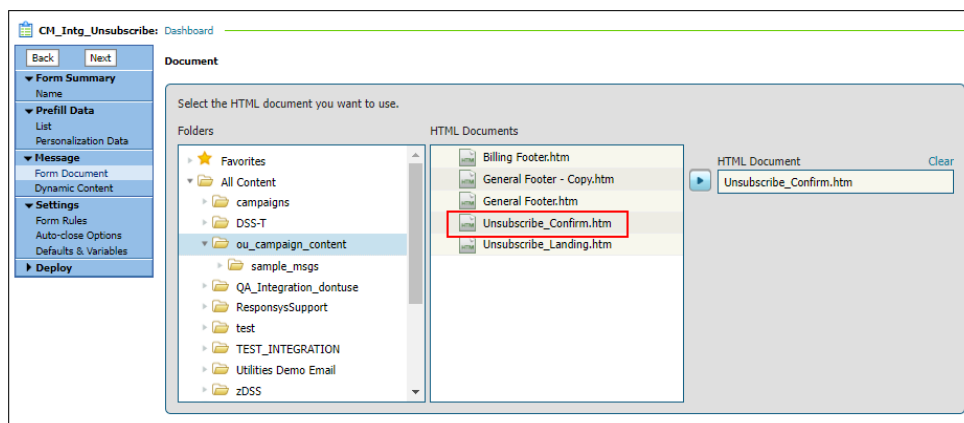 CM_Intg_Unsubscribe: Dashboard
Back Next
Form Summary
Name
Prefill Data
List
Personalization Data
Message
Form Document
Dynamic Content
Settings
Form Rules
Auto-close Options
Defaults & Variables
Deploy
Document
Select the HTML document you want to use.
Folders
Favorites
All Content
campaigns
DSS-T
ou_campaign_content
sample_msgs
QA_Integration_dontuse
ResponsysSupport
test
TEST_INTEGRATION
Utilities Demo Email
zDSS
HTML Documents
Billing Footer.htm
General Footer - Copy.htm
General Footer.htm
Unsubscribe_Confirm.htm
Unsubscribe_Landing.htm
HTML Document Clear
Unsubscribe_Confirm.htm